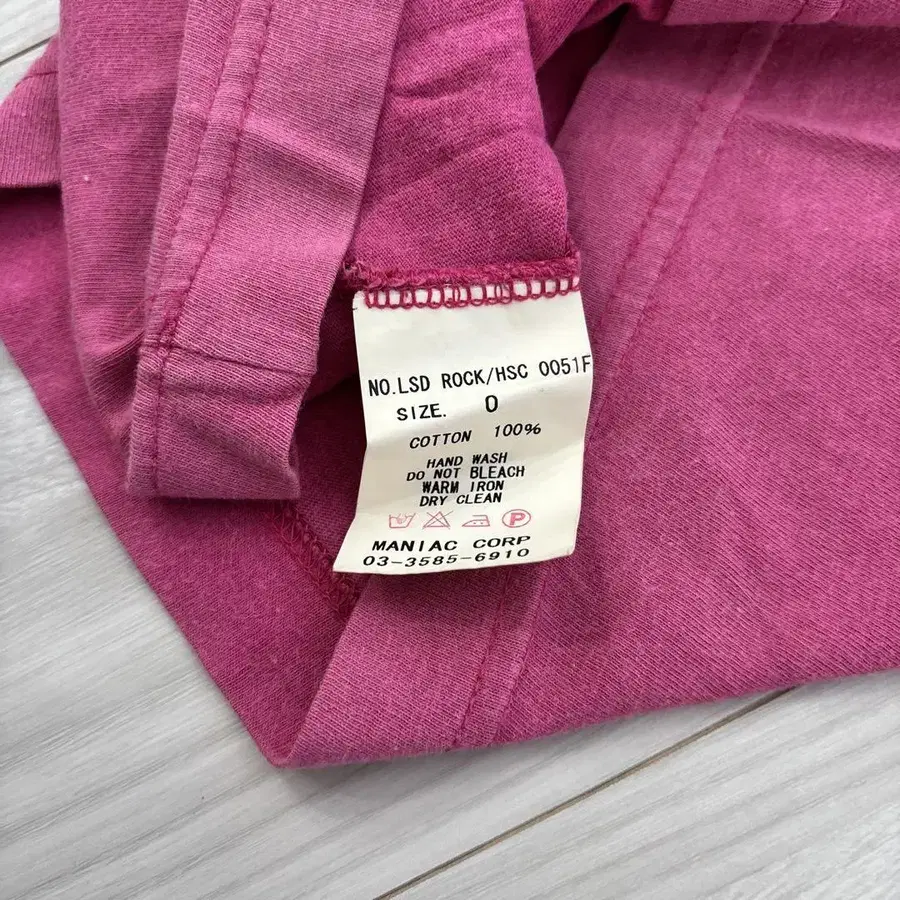 NO.LSD ROCK/HSC 0051F
SIZE. 0
COTTON 100%
HAND WASH
DO NOT BLEACH
WARM IRON
DRY CLEAN
P
MANIAC CORP
03-3585-6910